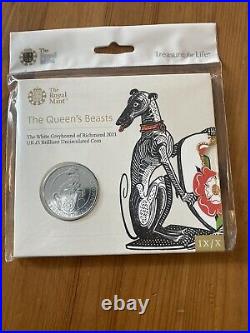 The
Royal
Mint®
Treasure for Life®
The
Royal
Mint®
The Queen's Beasts
The White Greyhound of Richmond 2021
UK £5 Brilliant Uncirculated Coin
IX/X